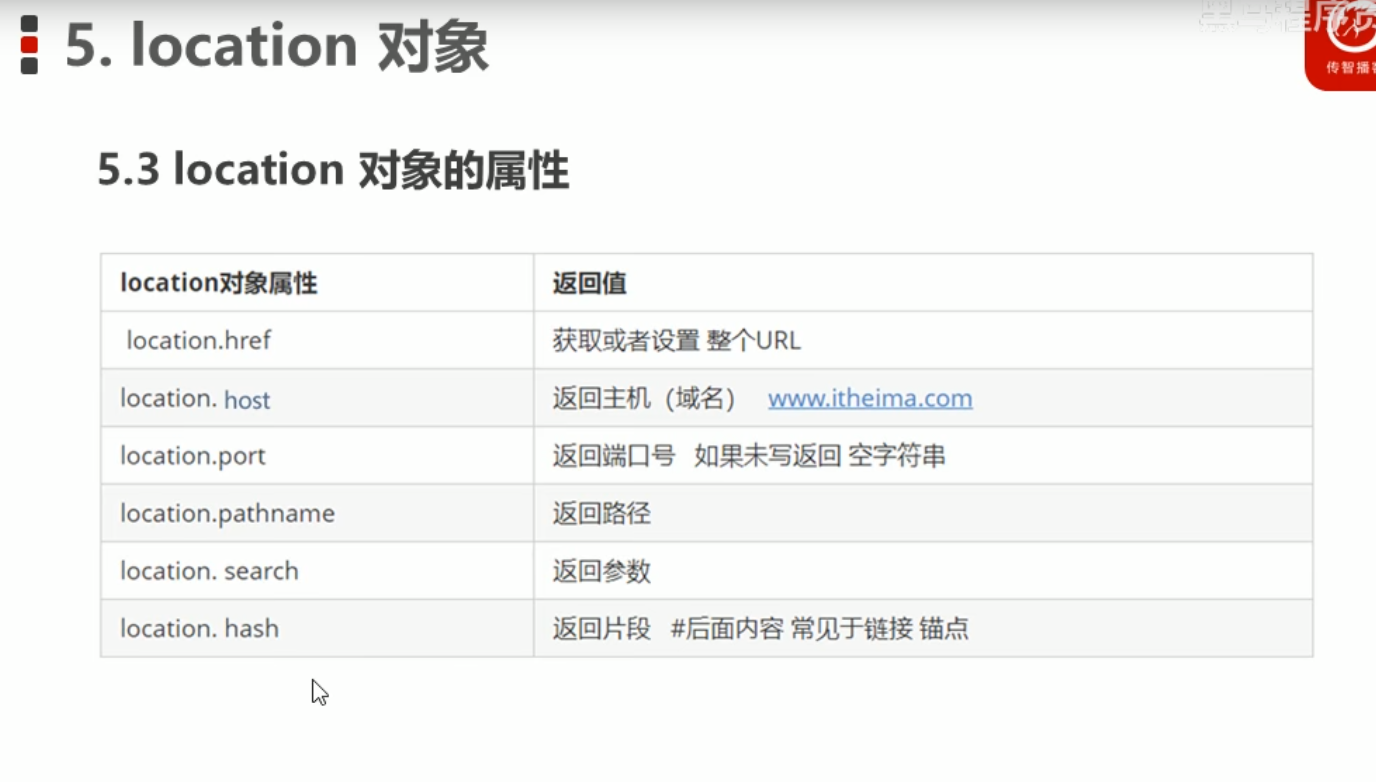 5. location 对象
传智播
5.3 location 对象的属性
location对象属性 返回值
location.href 获取或者设置 整个URL
location. host 返回主机（域名） www.itheima.com
location.port 返回端口号 如果未写返回 空字符串
location.pathname 返回路径
location. search 返回参数
location. hash 返回片段 #后面内容 常见于链接 锚点